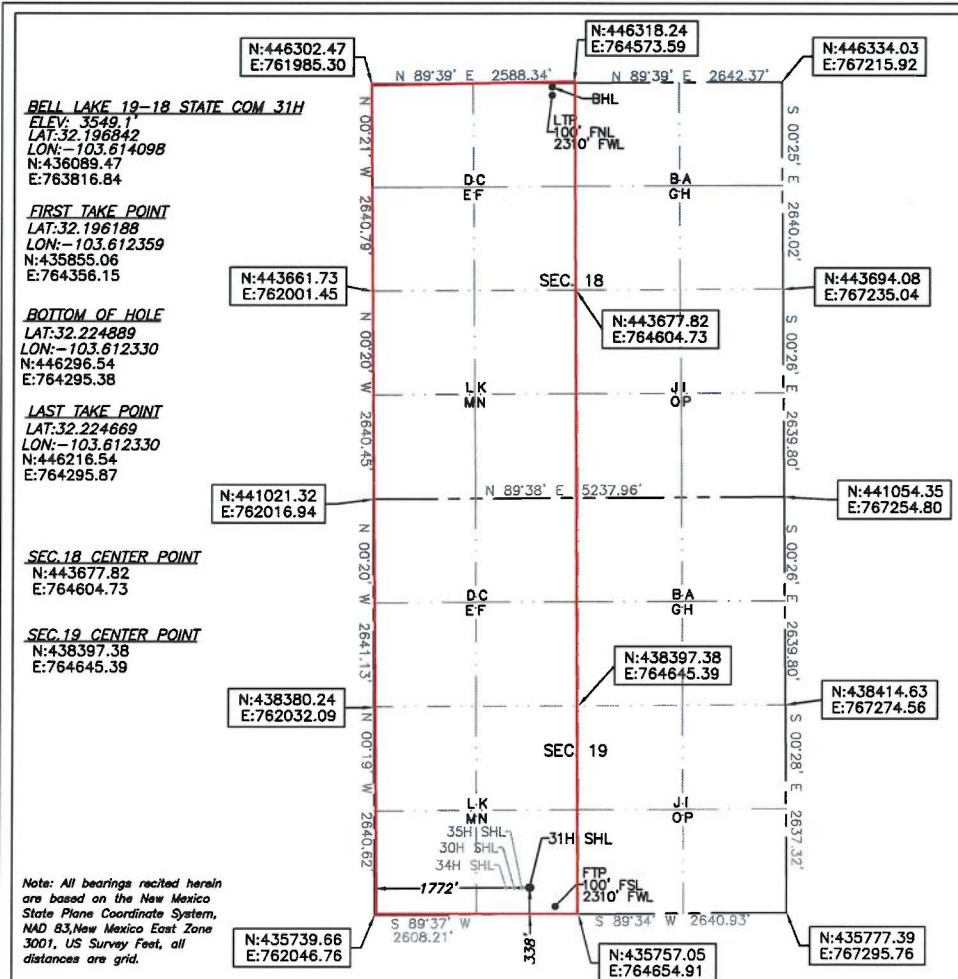 N:446302.47
E:761985.30
N:446318.24
E:764573.59
N:446334.03
E:767215.92
N 89°39' E 2588.34'
N 89°39' E 2642.37'
BELL LAKE 19-18 STATE COM 31H
ELEV: 3549.1'
LAT:32.196842
LON:-103.614098
N:436089.47
E:763816.84
FIRST TAKE POINT
LAT:32.196188
LON:-103.612359
N:435855.06
E:764356.15
BOTTOM OF HOLE
LAT:32.224889
LON:-103.612330
N:446296.54
E:764295.38
LAST TAKE POINT
LAT:32.224669
LON:-103.612330
N:446216.54
E:764295.87
SEC.18 CENTER POINT
N:443677.82
E:764604.73
SEC.19 CENTER POINT
N:438397.38
E:764645.39
BHL
LTP
100' FNL
2310' FWL
N 00°21' W 2640.79'
S 00°25' E 2640.02'
D C
E F
B A
G H
N:443661.73
E:762001.45
SEC. 18
N:443694.08
E:767235.04
N:443677.82
E:764604.73
N 00°20' W 2640.45'
S 00°26' E 2639.80'
L K
M N
J I
O P
N:441021.32
E:762016.94
N 89°38' E 5237.96'
N:441054.35
E:767254.80
N 00°20' W 2641.13'
S 00°26' E 2639.80'
D C
E F
B A
G H
N:438380.24
E:762032.09
N:438397.38
E:764645.39
N:438414.63
E:767274.56
SEC. 19
N 00°19' W 2640.62'
S 00°28' E 2637.32'
L K
M N
J I
O P
35H SHL
30H SHL
34H SHL
31H SHL
1772'
338'
FTP
100' FSL
2310' FWL
S 89°37' W
2608.21'
S 89°34' W 2640.93'
N:435739.66
E:762046.76
N:435757.05
E:764654.91
N:435777.39
E:767295.76
Note: All bearings recited herein
are based on the New Mexico
State Plane Coordinate System,
NAD 83,New Mexico East Zone
3001, US Survey Feet, all
distances are grid.